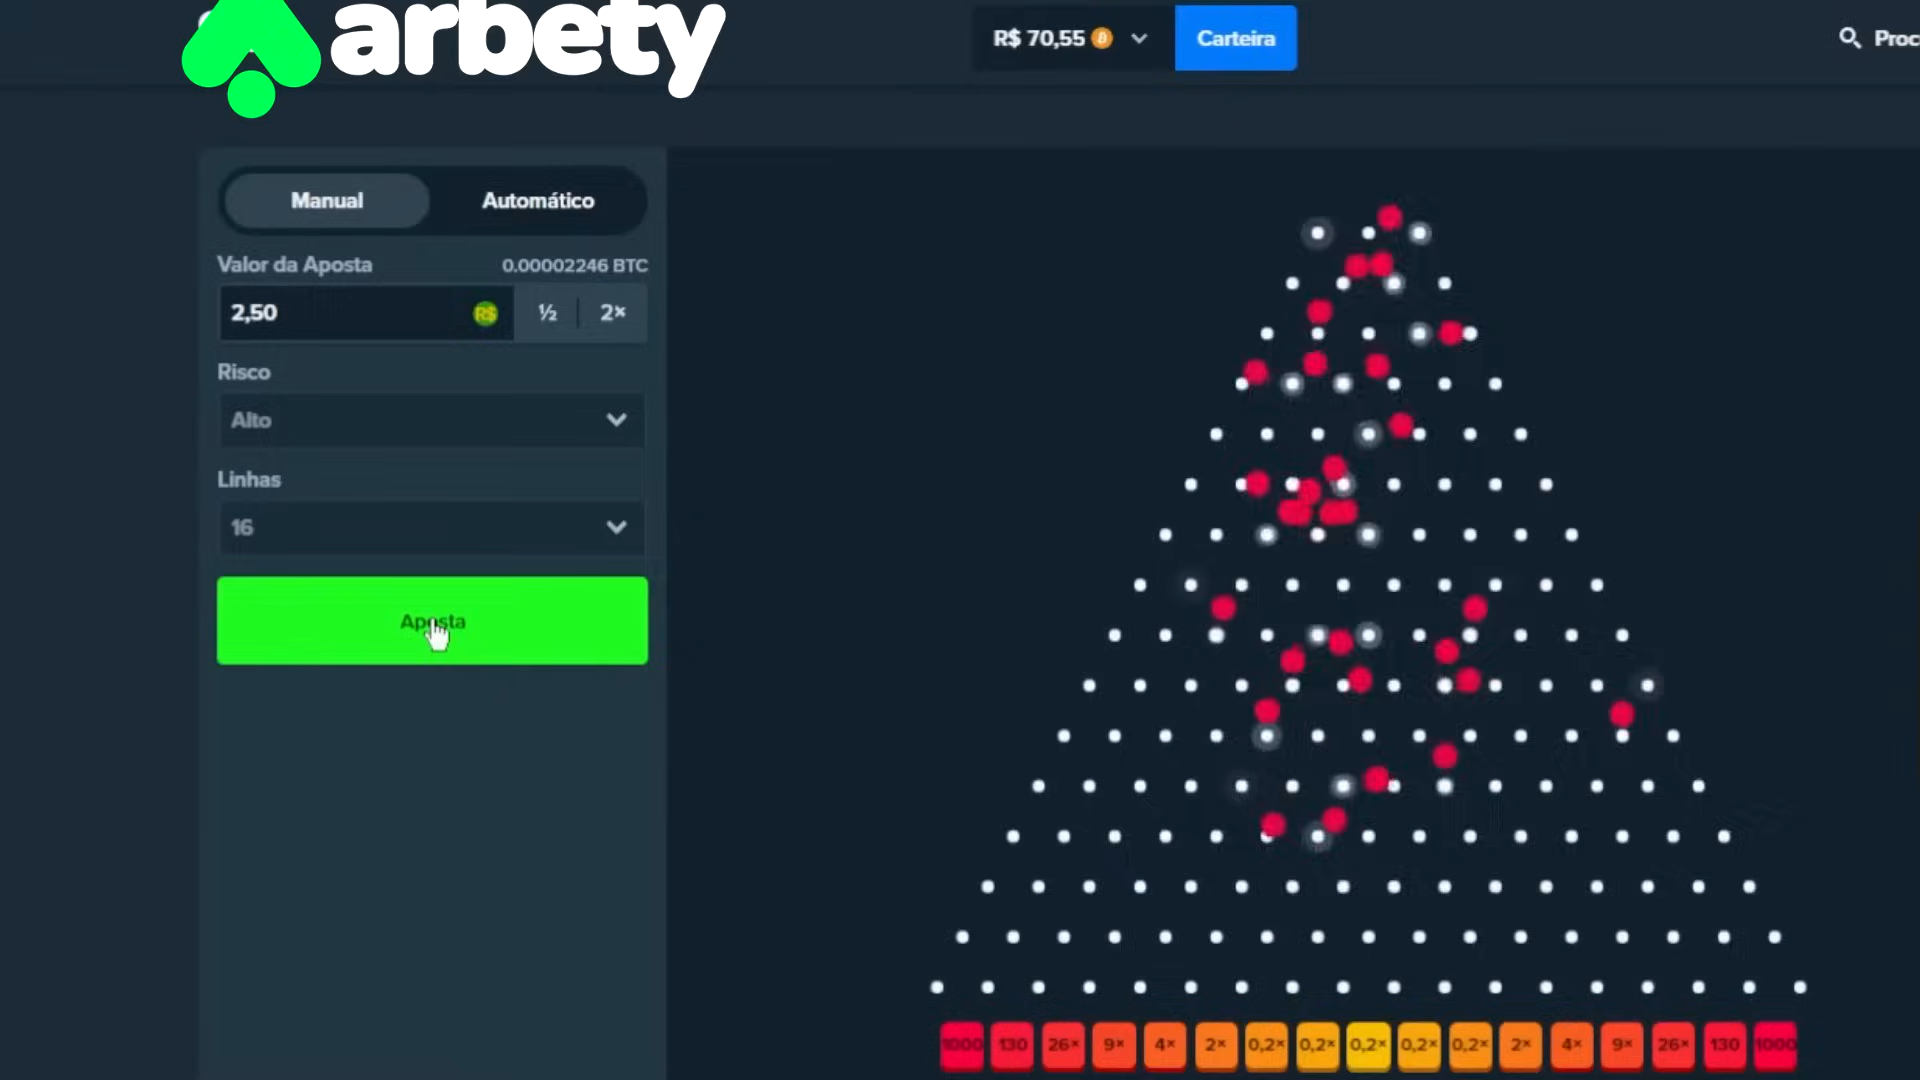 arbety
R$ 70,55
Carteira
Proc
Manual
Automático
Valor da Aposta
0.00002246 BTC
2,50
R$
½
2×
Risco
Alto
Linhas
16
Aposta
1000 130 26× 9× 4× 2× 0,2× 0,2× 0,2× 0,2× 0,2× 2× 4× 9× 26× 130 1000